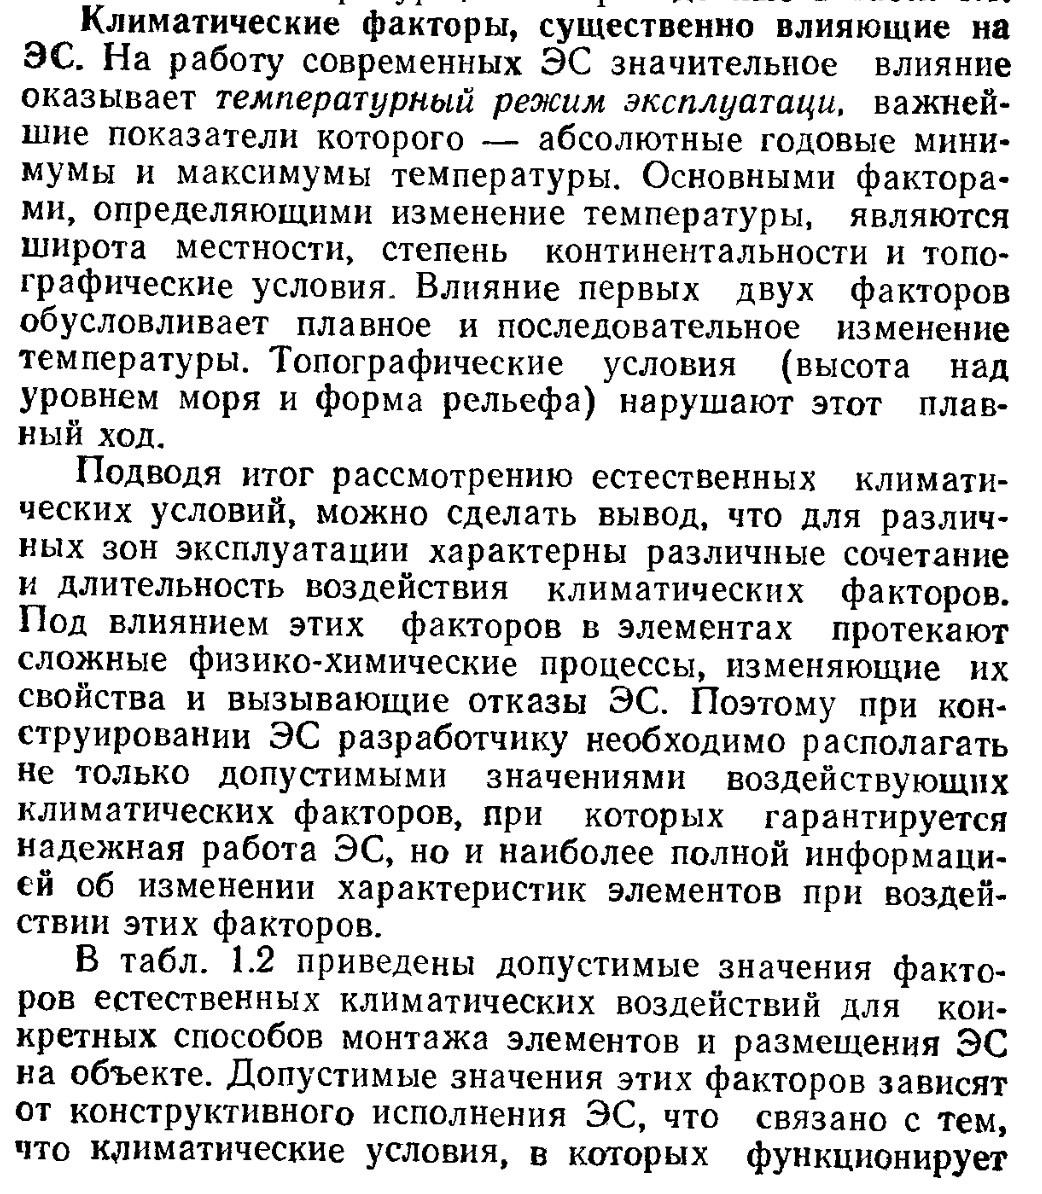 Климатические факторы, существенно влияющие на
ЭС. На работу современных ЭС значительное влияние
оказывает температурный режим эксплуатаци, важней-
шие показатели которого — абсолютные годовые мини-
мумы и максимумы температуры. Основными фактора-
ми, определяющими изменение температуры, являются
широта местности, степень континентальности и топо-
графические условия. Влияние первых двух факторов
обусловливает плавное и последовательное изменение
температуры. Топографические условия (высота над
уровнем моря и форма рельефа) нарушают этот плав-
ный ход.
Подводя итог рассмотрению естественных климати-
ческих условий, можно сделать вывод, что для различ-
ных зон эксплуатации характерны различные сочетание
и длительность воздействия климатических факторов.
Под влиянием этих факторов в элементах протекают
сложные физико-химические процессы, изменяющие их
свойства и вызывающие отказы ЭС. Поэтому при кон-
струировании ЭС разработчику необходимо располагать
не только допустимыми значениями воздействующих
климатических факторов, при которых гарантируется
надежная работа ЭС, но и наиболее полной информаци-
ей об изменении характеристик элементов при воздей-
ствии этих факторов.
В табл. 1.2 приведены допустимые значения факто-
ров естественных климатических воздействий для кон-
кретных способов монтажа элементов и размещения ЭС
на объекте. Допустимые значения этих факторов зависят
от конструктивного исполнения ЭС, что связано с тем,
что климатические условия, в которых функционирует